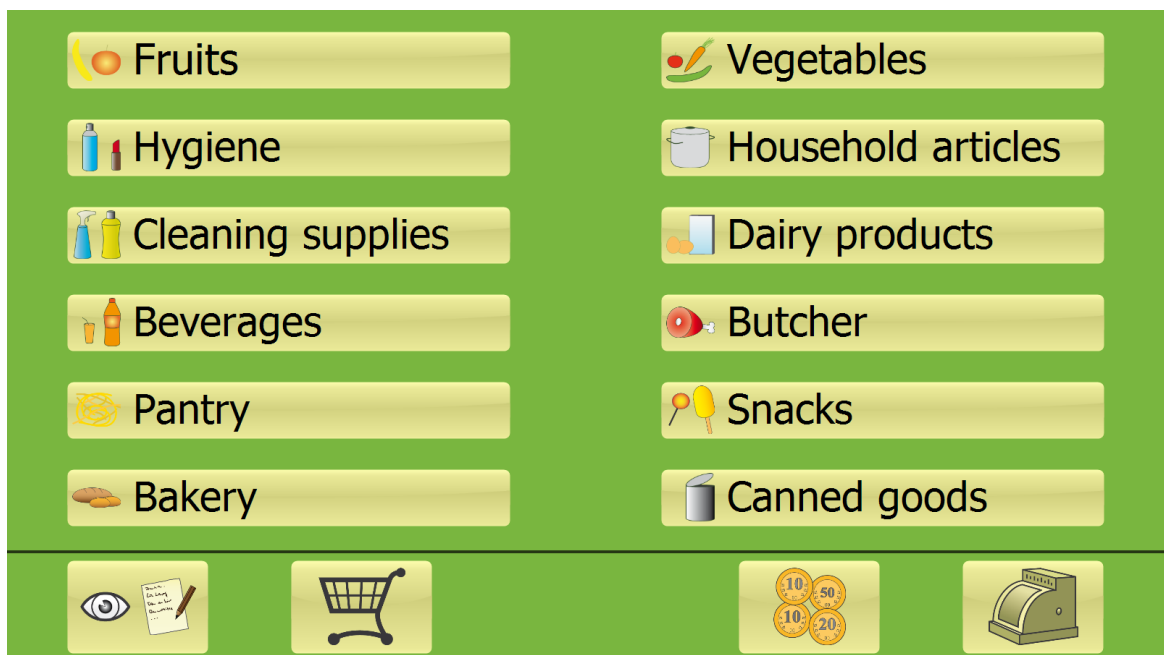 Fruits
Vegetables
Hygiene
Household articles
Cleaning supplies
Dairy products
Beverages
Butcher
Pantry
Snacks
Bakery
Canned goods
10
50
10
20